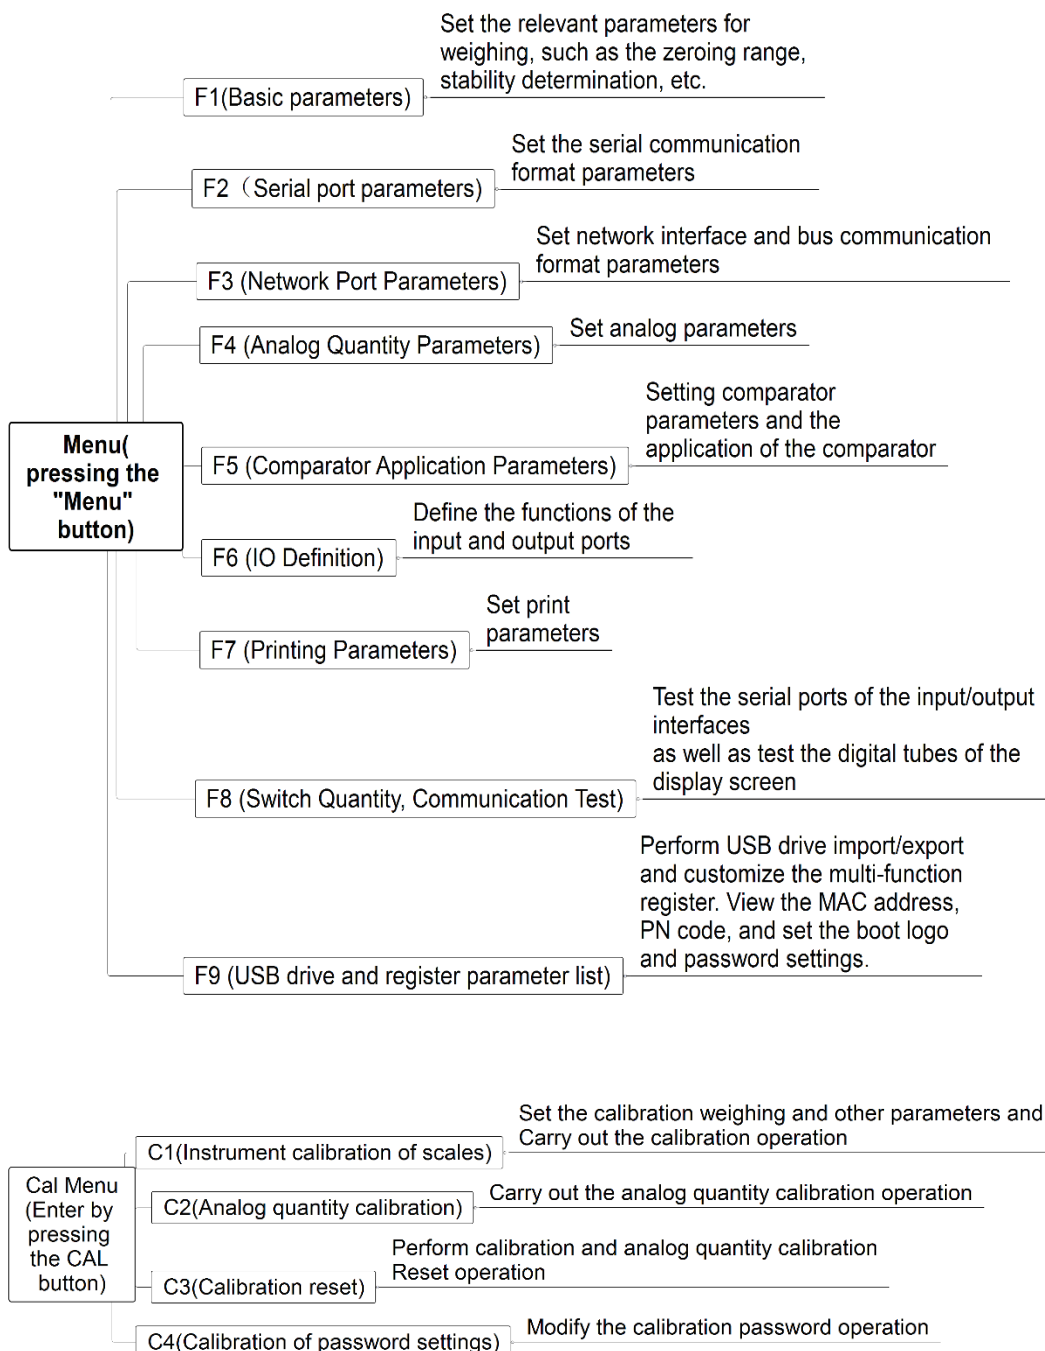 Set the relevant parameters for
weighing, such as the zeroing range,
stability determination, etc.
F1(Basic parameters)
Set the serial communication
format parameters
F2（Serial port parameters)
Set network interface and bus communication
format parameters
F3 (Network Port Parameters)
Set analog parameters
F4 (Analog Quantity Parameters)
Setting comparator
parameters and the
application of the comparator
F5 (Comparator Application Parameters)
Menu(
pressing the
"Menu"
button)
Define the functions of the
input and output ports
F6 (IO Definition)
Set print
parameters
F7 (Printing Parameters)
Test the serial ports of the input/output
interfaces
as well as test the digital tubes of the
display screen
F8 (Switch Quantity, Communication Test)
Perform USB drive import/export
and customize the multi-function
register. View the MAC address,
PN code, and set the boot logo
and password settings.
F9 (USB drive and register parameter list)
Set the calibration weighing and other parameters and
Carry out the calibration operation
C1(Instrument calibration of scales)
Cal Menu
(Enter by
pressing
the CAL
button)
Carry out the analog quantity calibration operation
C2(Analog quantity calibration)
Perform calibration and analog quantity calibration
Reset operation
C3(Calibration reset)
Modify the calibration password operation
C4(Calibration of password settings)